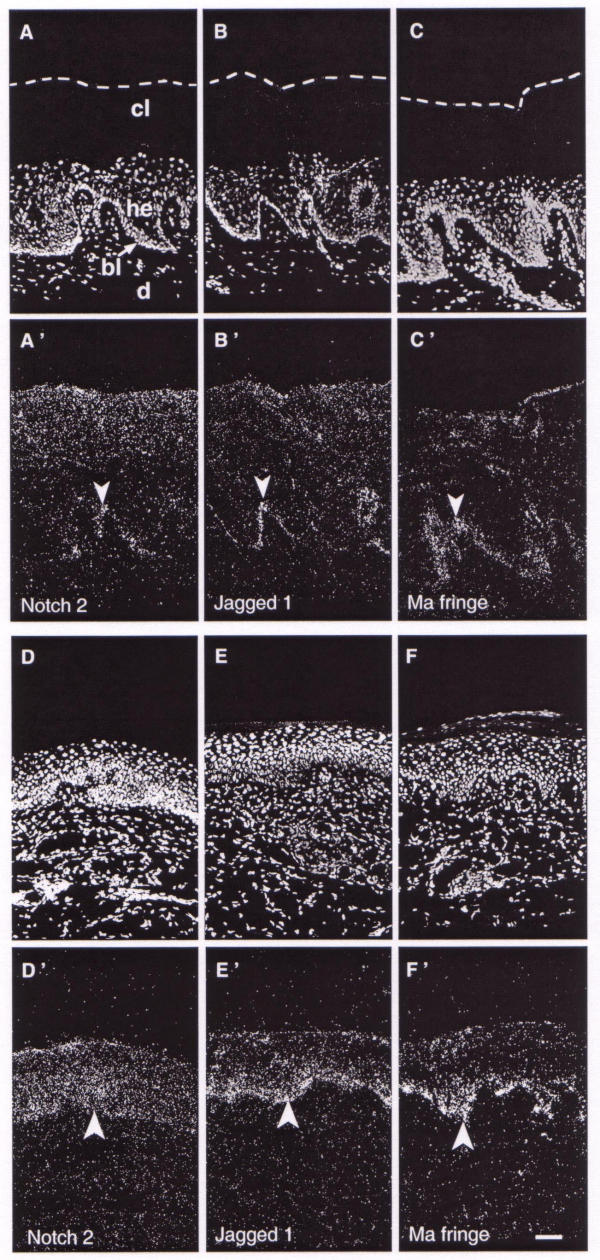 A B C
cl
he
bl
d
A' B' C'
Notch 2 Jagged 1 Ma fringe
D E F
D' E' F'
Notch 2 Jagged 1 Ma fringe